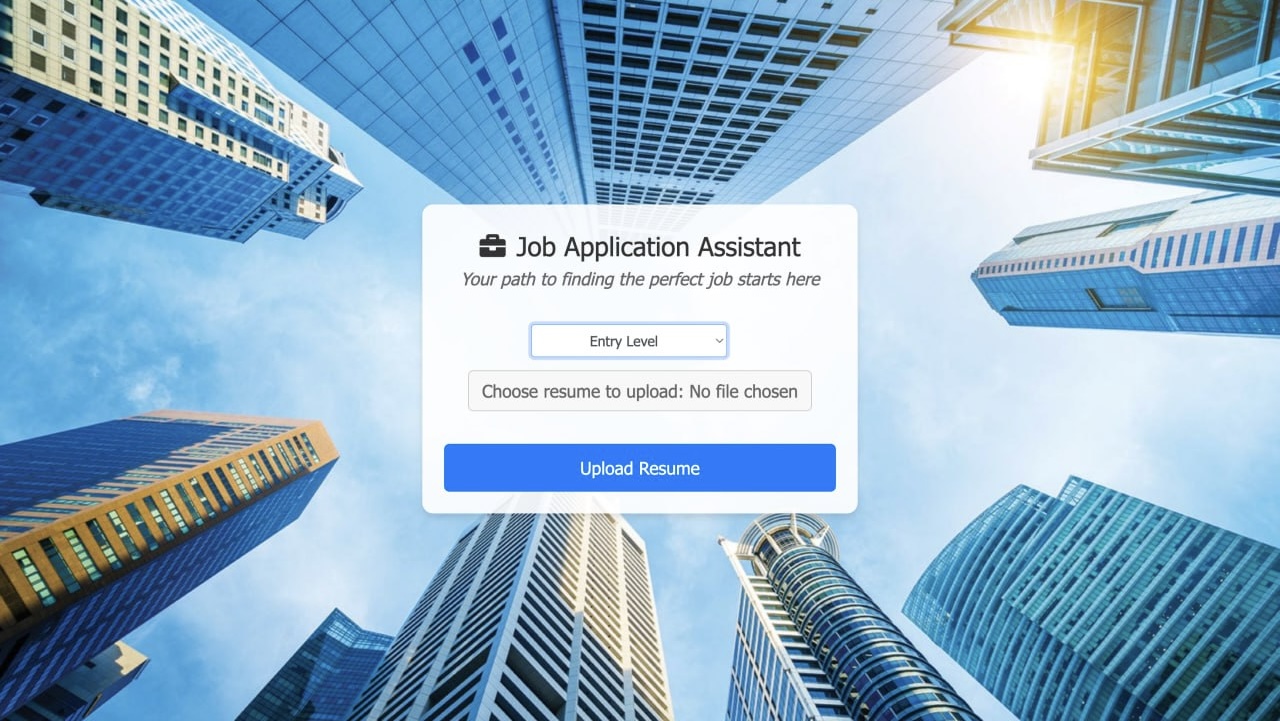 Job Application Assistant
Your path to finding the perfect job starts here
Entry Level
Choose resume to upload: No file chosen
Upload Resume